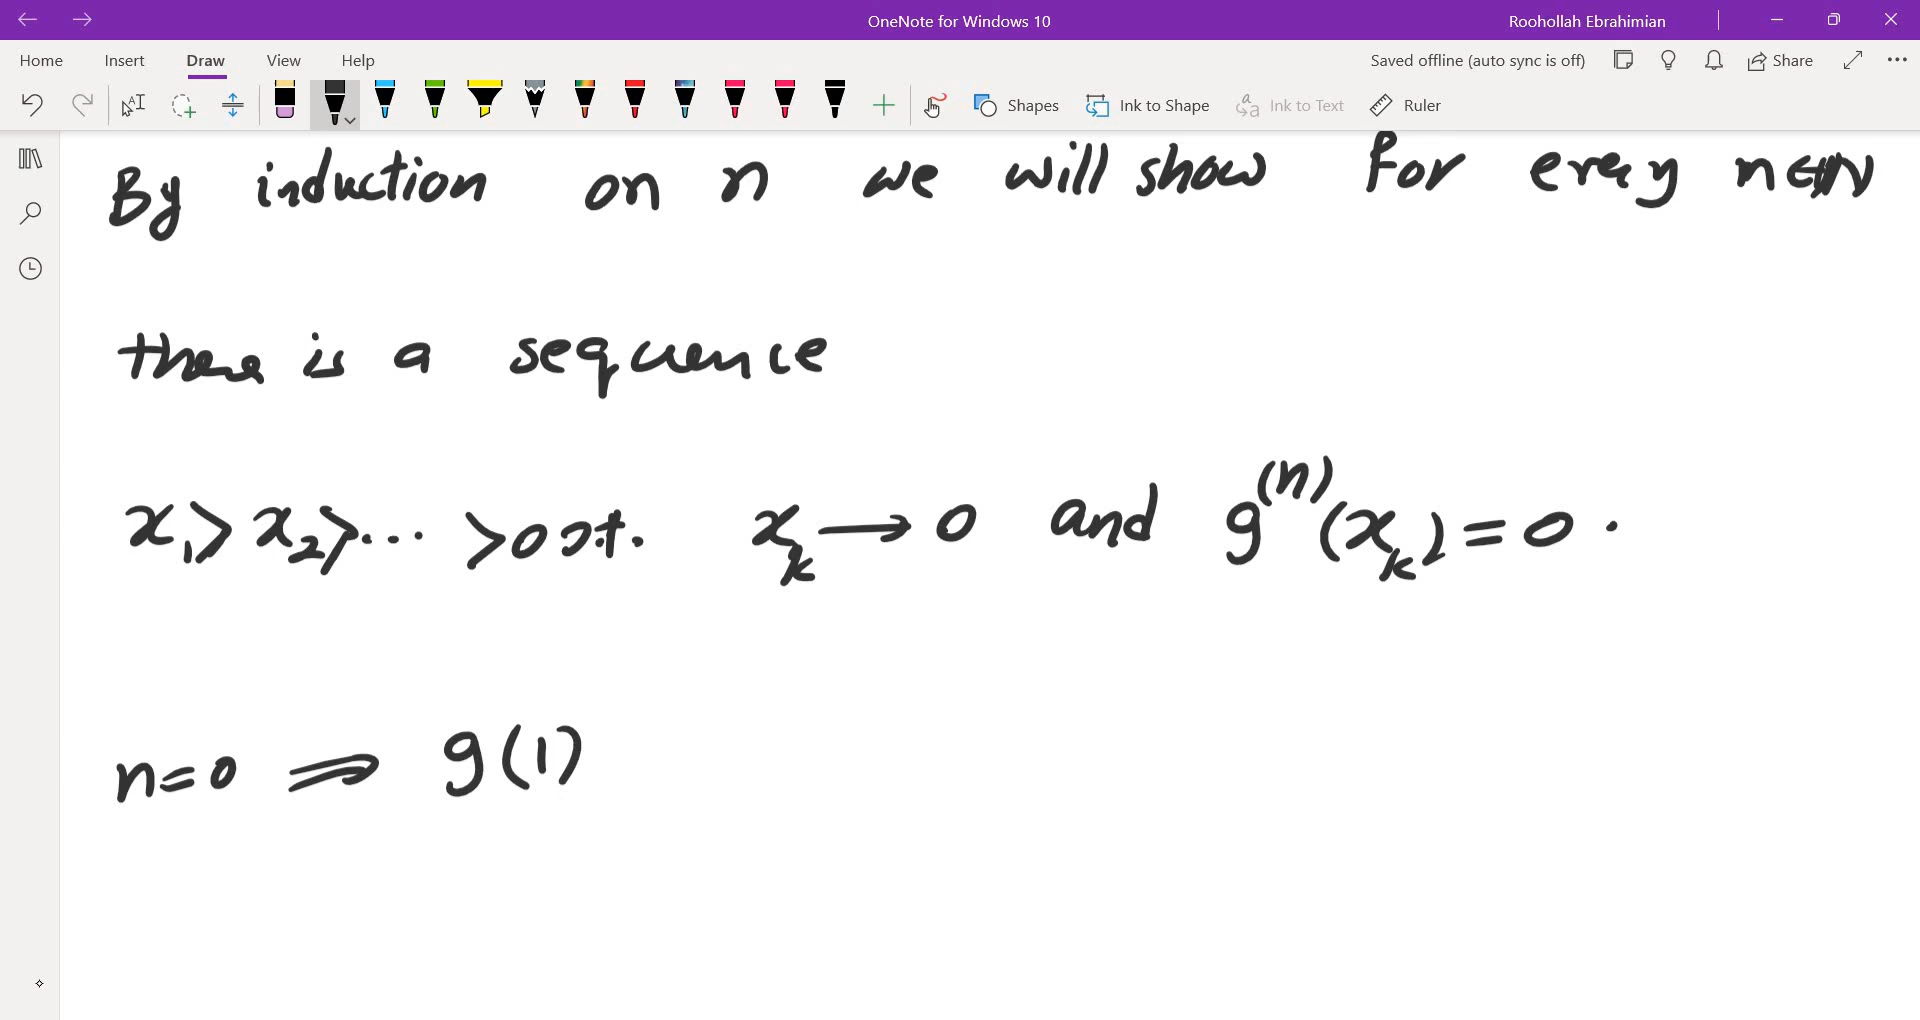 OneNote for Windows 10
Roohollah Ebrahimian
Home Insert Draw View Help
Saved offline (auto sync is off) Share
Shapes Ink to Shape Ink to Text Ruler
By induction on n we will show for every n∈ℕ
there is a sequence
x₁>x₂>... >0 s.t. x_k → 0 and g⁽ⁿ⁾(x_k)=0.
n=0 ⟹ g(1)